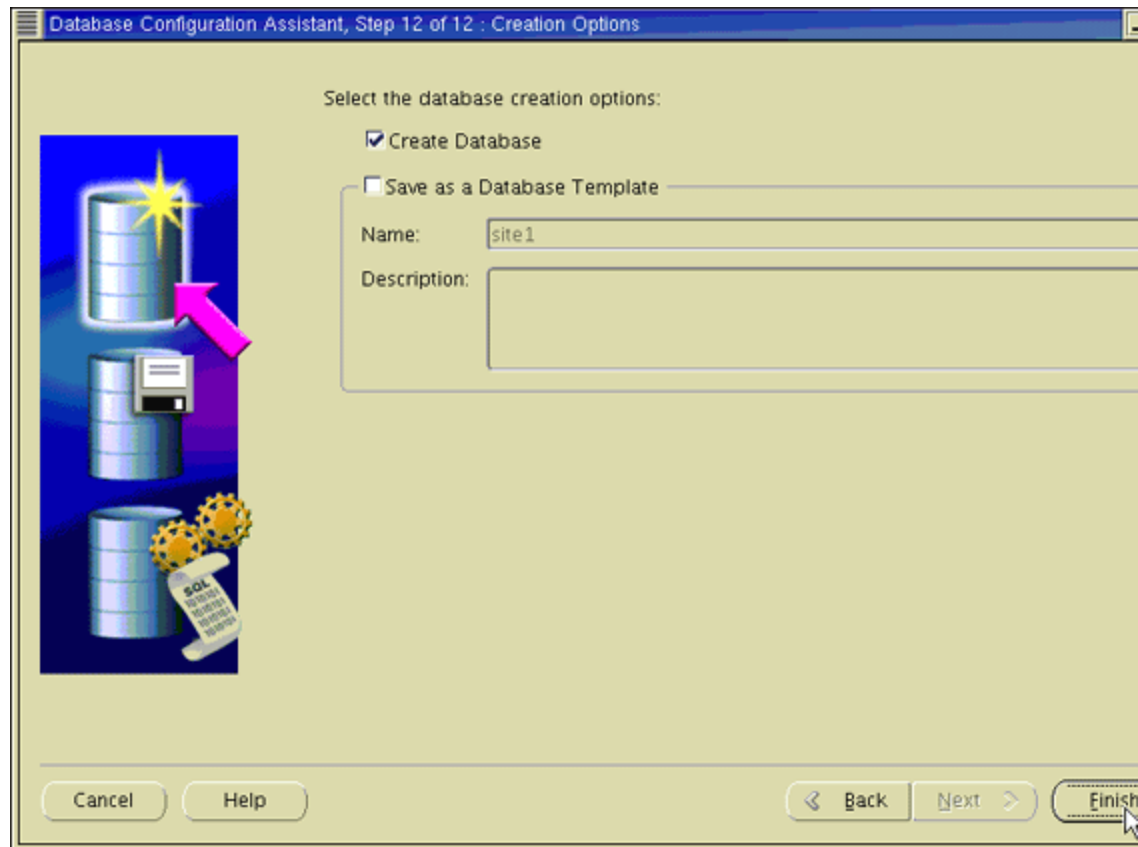 Database Configuration Assistant, Step 12 of 12 : Creation Options
Select the database creation options:
Create Database
Save as a Database Template
Name: site1
Description:
SQL
Cancel Help Back Next Finish